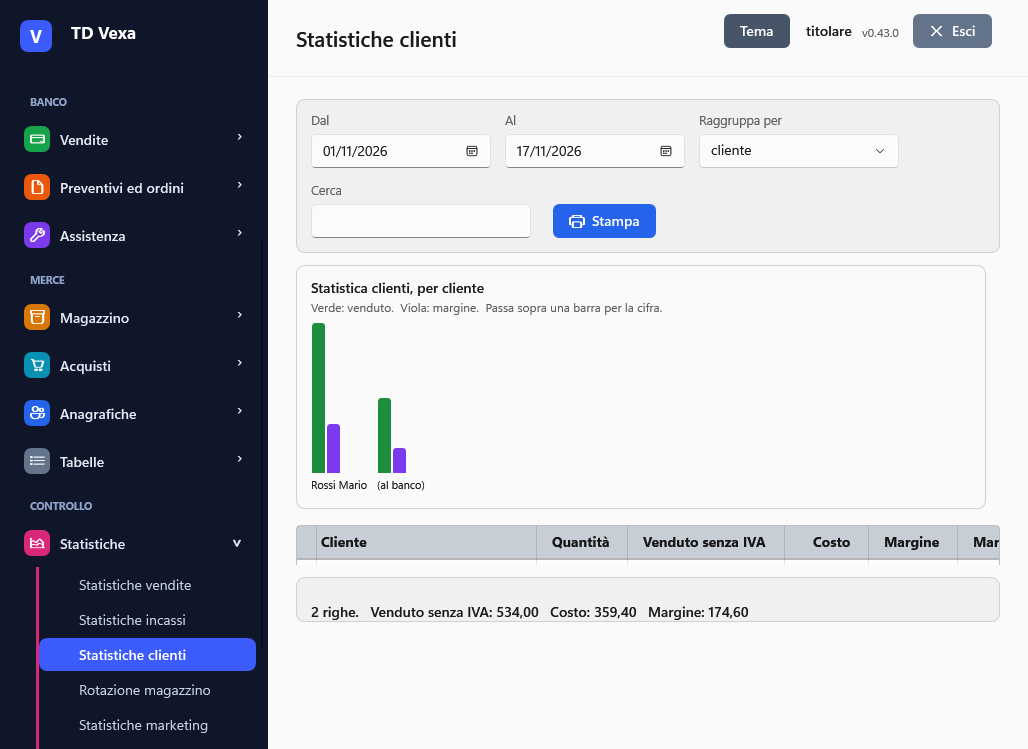 V TD Vexa
BANCO
Vendite
Preventivi ed ordini
Assistenza
MERCE
Magazzino
Acquisti
Anagrafiche
Tabelle
CONTROLLO
Statistiche
Statistiche vendite
Statistiche incassi
Statistiche clienti
Rotazione magazzino
Statistiche marketing
Statistiche clienti
Tema titolare v0.43.0 Esci
Dal Al Raggruppa per
01/11/2026 17/11/2026 cliente
Cerca
Stampa
Statistica clienti, per cliente
Verde: venduto. Viola: margine. Passa sopra una barra per la cifra.
Rossi Mario (al banco)
Cliente Quantità Venduto senza IVA Costo Margine Mar
2 righe. Venduto senza IVA: 534,00 Costo: 359,40 Margine: 174,60